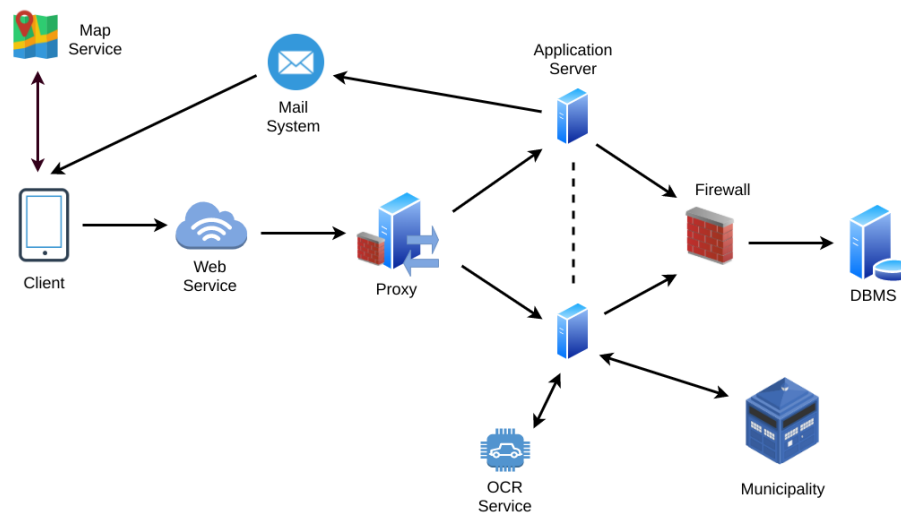 Map
Service
Mail
System
Application
Server
Firewall
Client
Web
Service
Proxy
DBMS
OCR
Service
Municipality